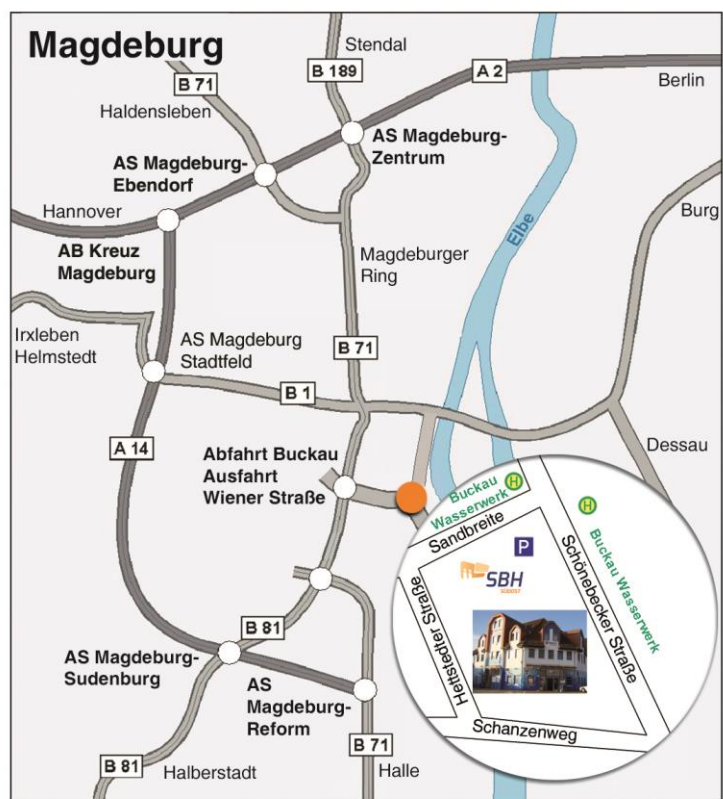 Magdeburg
Stendal
B 71
B 189
A 2
Haldensleben
Berlin
AS Magdeburg-
Zentrum
AS Magdeburg-
Ebendorf
Hannover
Burg
Elbe
AB Kreuz
Magdeburg
Magdeburger
Ring
Irxleben
Helmstedt
AS Magdeburg
Stadtfeld
B 71
B 1
A 14
Abfahrt Buckau
Ausfahrt
Wiener Straße
Dessau
Buckau
Wasserwerk
H
H
Sandbreite
P
Buckau Wasserwerk
Schönebecker Straße
SBH
SÜDOST
Hettstedter Straße
B 81
AS Magdeburg-
Sudenburg
AS
Magdeburg-
Reform
Schanzenweg
B 71
B 81
Halberstadt
Halle